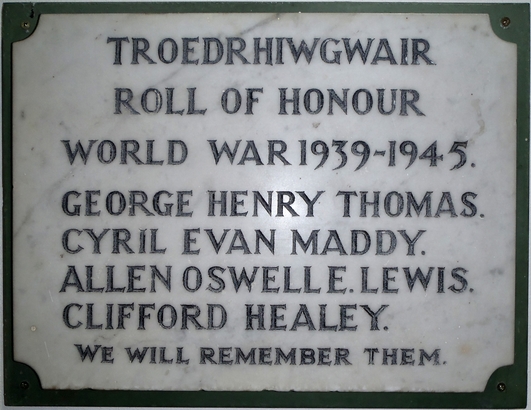 TROEDRHIWGWAIR
ROLL OF HONOUR
WORLD WAR 1939-1945.
GEORGE HENRY THOMAS.
CYRIL EVAN MADDY.
ALLEN OSWELLE. LEWIS.
CLIFFORD HEALEY.
WE WILL REMEMBER THEM.